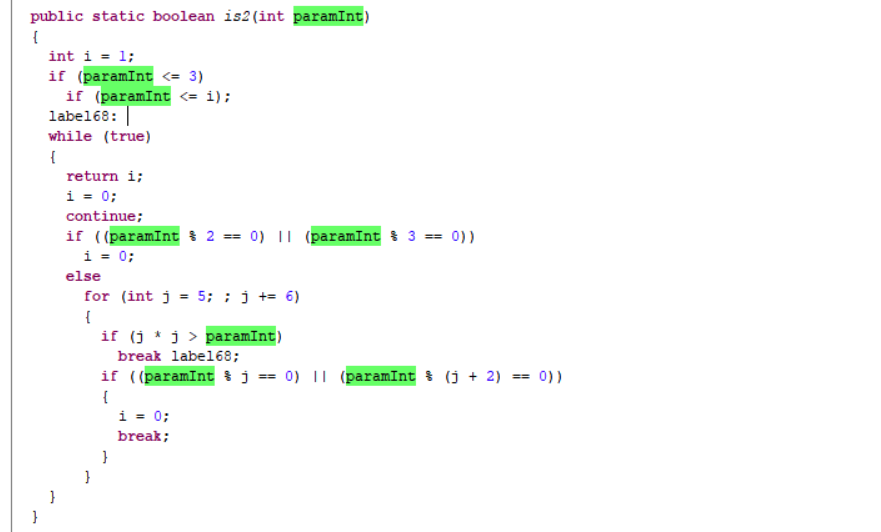 public static boolean is2(int paramInt)
{
int i = 1;
if (paramInt <= 3)
if (paramInt <= i);
label68:
while (true)
{
return i;
i = 0;
continue;
if ((paramInt % 2 == 0) || (paramInt % 3 == 0))
i = 0;
else
for (int j = 5; ; j += 6)
{
if (j * j > paramInt)
break label68;
if ((paramInt % j == 0) || (paramInt % (j + 2) == 0))
{
i = 0;
break;
}
}
}
}